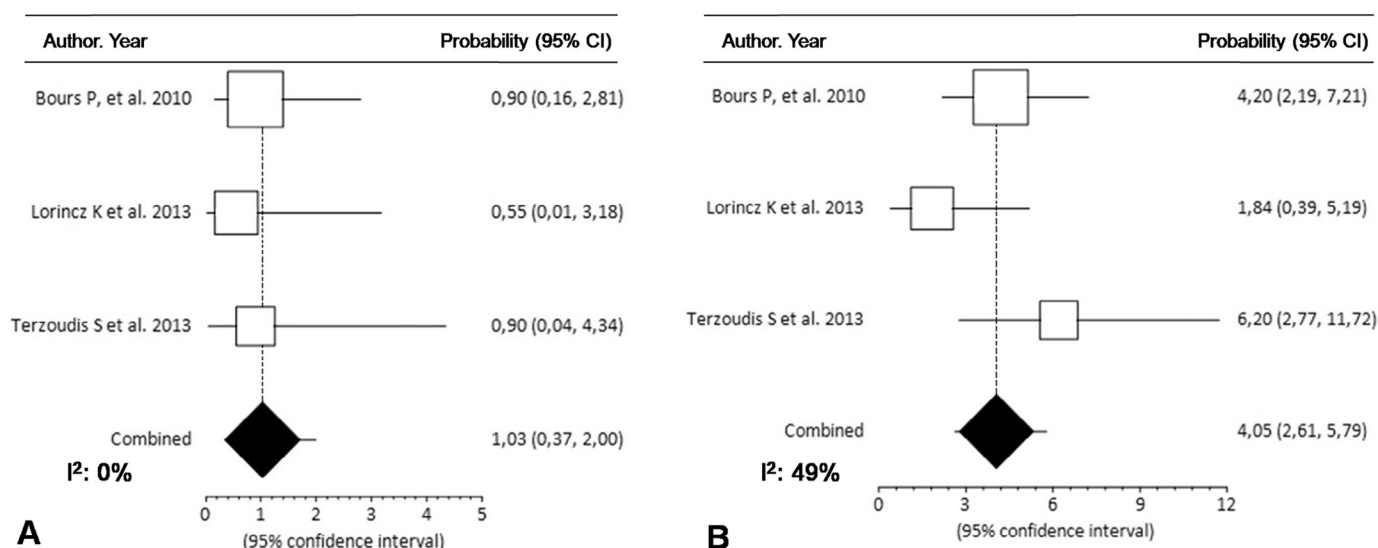 Author. Year Probability (95% CI)
Bours P, et al. 2010 0,90 (0,16, 2,81)
Lorincz K et al. 2013 0,55 (0,01, 3,18)
Terzoudis S et al. 2013 0,90 (0,04, 4,34)
Combined 1,03 (0,37, 2,00)
I²: 0%
0 1 2 3 4 5
(95% confidence interval)
A
Author. Year Probability (95% CI)
Bours P, et al. 2010 4,20 (2,19, 7,21)
Lorincz K et al. 2013 1,84 (0,39, 5,19)
Terzoudis S et al. 2013 6,20 (2,77, 11,72)
Combined 4,05 (2,61, 5,79)
I²: 49%
0 3 6 9 12
(95% confidence interval)
B